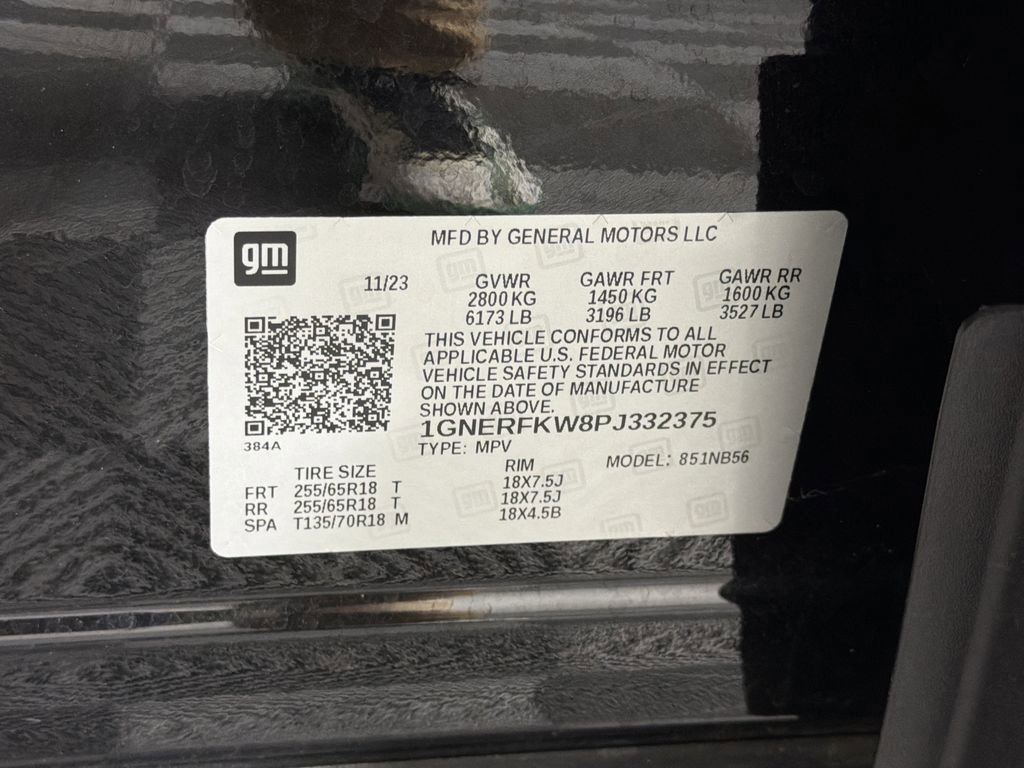 gm
MFD BY GENERAL MOTORS LLC
11/23 GVWR GAWR FRT GAWR RR
2800 KG 1450 KG 1600 KG
6173 LB 3196 LB 3527 LB
THIS VEHICLE CONFORMS TO ALL
APPLICABLE U.S. FEDERAL MOTOR
VEHICLE SAFETY STANDARDS IN EFFECT
ON THE DATE OF MANUFACTURE
SHOWN ABOVE.
1GNERFKW8PJ332375
384A
TYPE: MPV MODEL: 851NB56
TIRE SIZE RIM
FRT 255/65R18 T 18X7.5J
RR 255/65R18 T 18X7.5J
SPA T135/70R18 M 18X4.5B